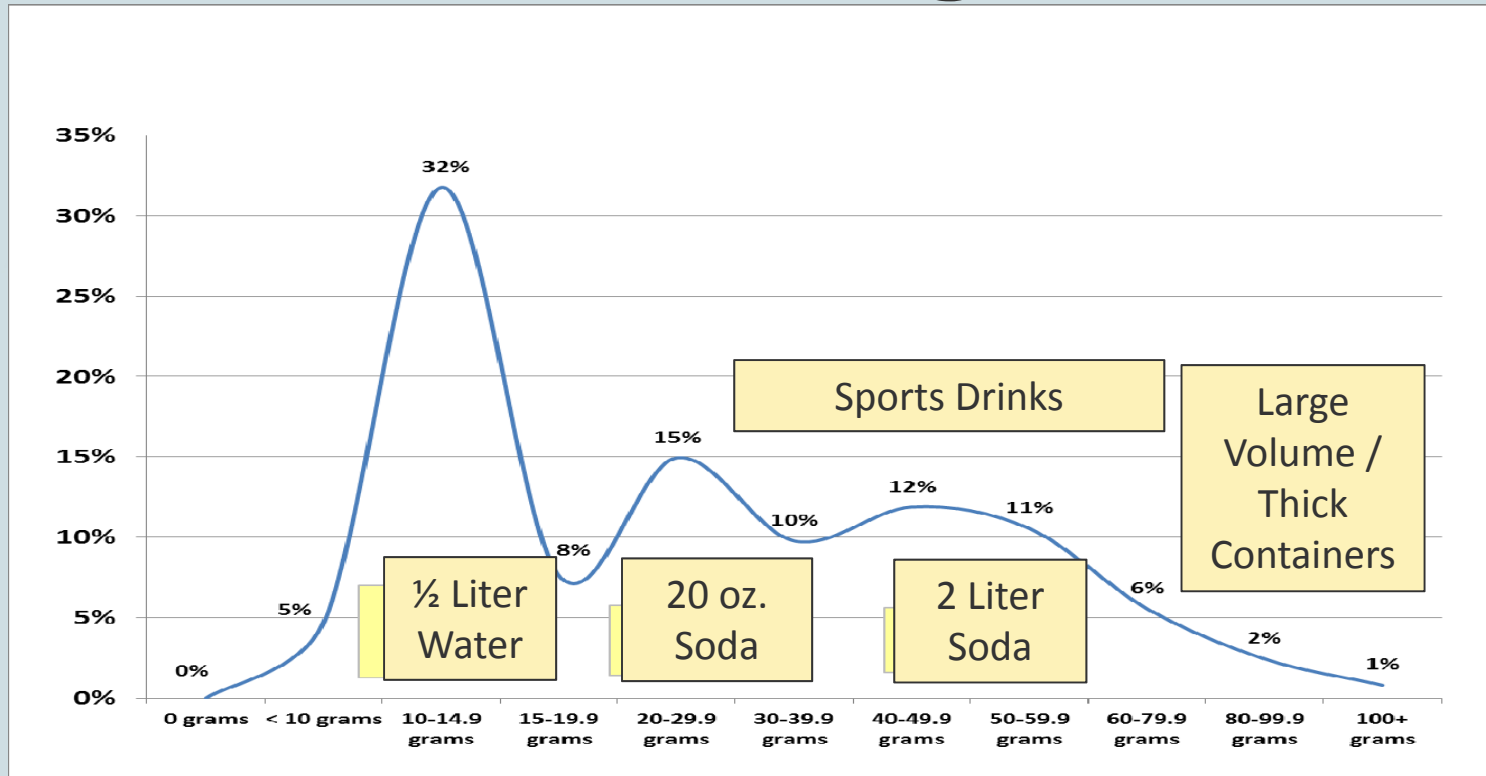 35%
30%
25%
20%
15%
10%
5%
0%
0%
5%
32%
8%
15%
10%
12%
11%
6%
2%
1%
½ Liter
Water
20 oz.
Soda
2 Liter
Soda
Sports Drinks
Large
Volume /
Thick
Containers
0 grams
< 10 grams
10-14.9
grams
15-19.9
grams
20-29.9
grams
30-39.9
grams
40-49.9
grams
50-59.9
grams
60-79.9
grams
80-99.9
grams
100+
grams